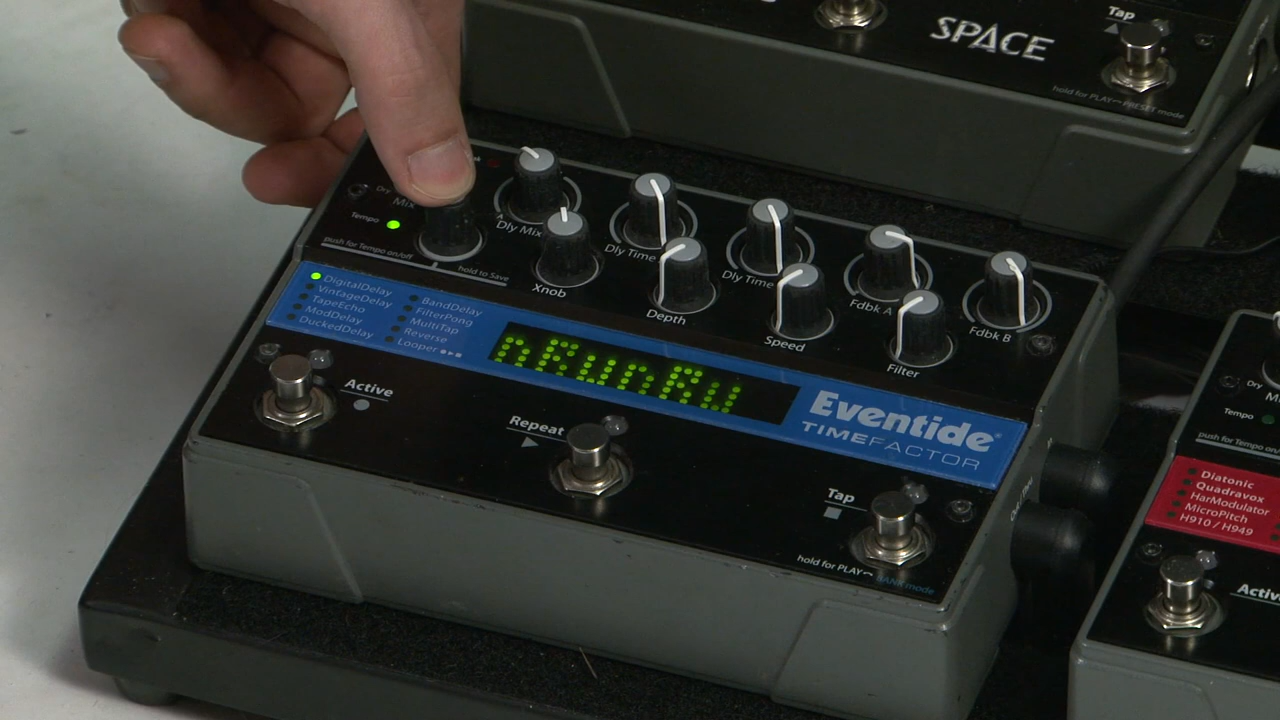 SPACE
Tap
hold for PLAY PRESET mode
Dry
Mix
Tempo
push for Tempo on/off
hold to Save
Dly Mix
Dly Time
Dly Time
Fdbk A
Fdbk B
Xnob
Depth
Speed
Filter
DigitalDelay
VintageDelay
TapeEcho
ModDelay
DuckedDelay
BandDelay
FilterPong
MultiTap
Reverse
Looper
Eventide®
TIMEFACTOR
Active
Repeat
Tap
hold for PLAY BANK mode
Dry
Tempo
push for Tempo
Diatonic
Quadravox
HarModulator
MicroPitch
H910 / H949